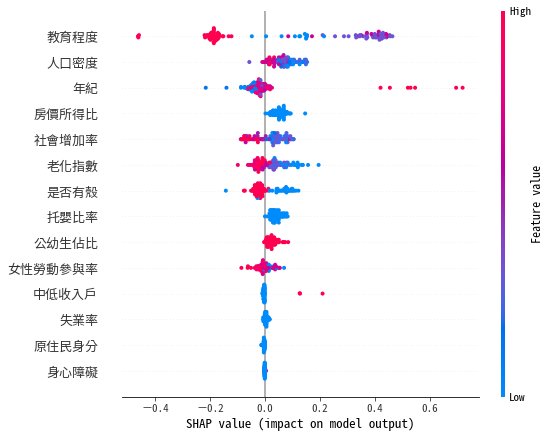 High
教育程度
人口密度
年紀
房價所得比
社會增加率
老化指數
是否有殼
托嬰比率
公幼生佔比
女性勞動參與率
中低收入戶
失業率
原住民身分
身心障礙
Feature value
Low
−0.4 −0.2 0.0 0.2 0.4 0.6
SHAP value (impact on model output)